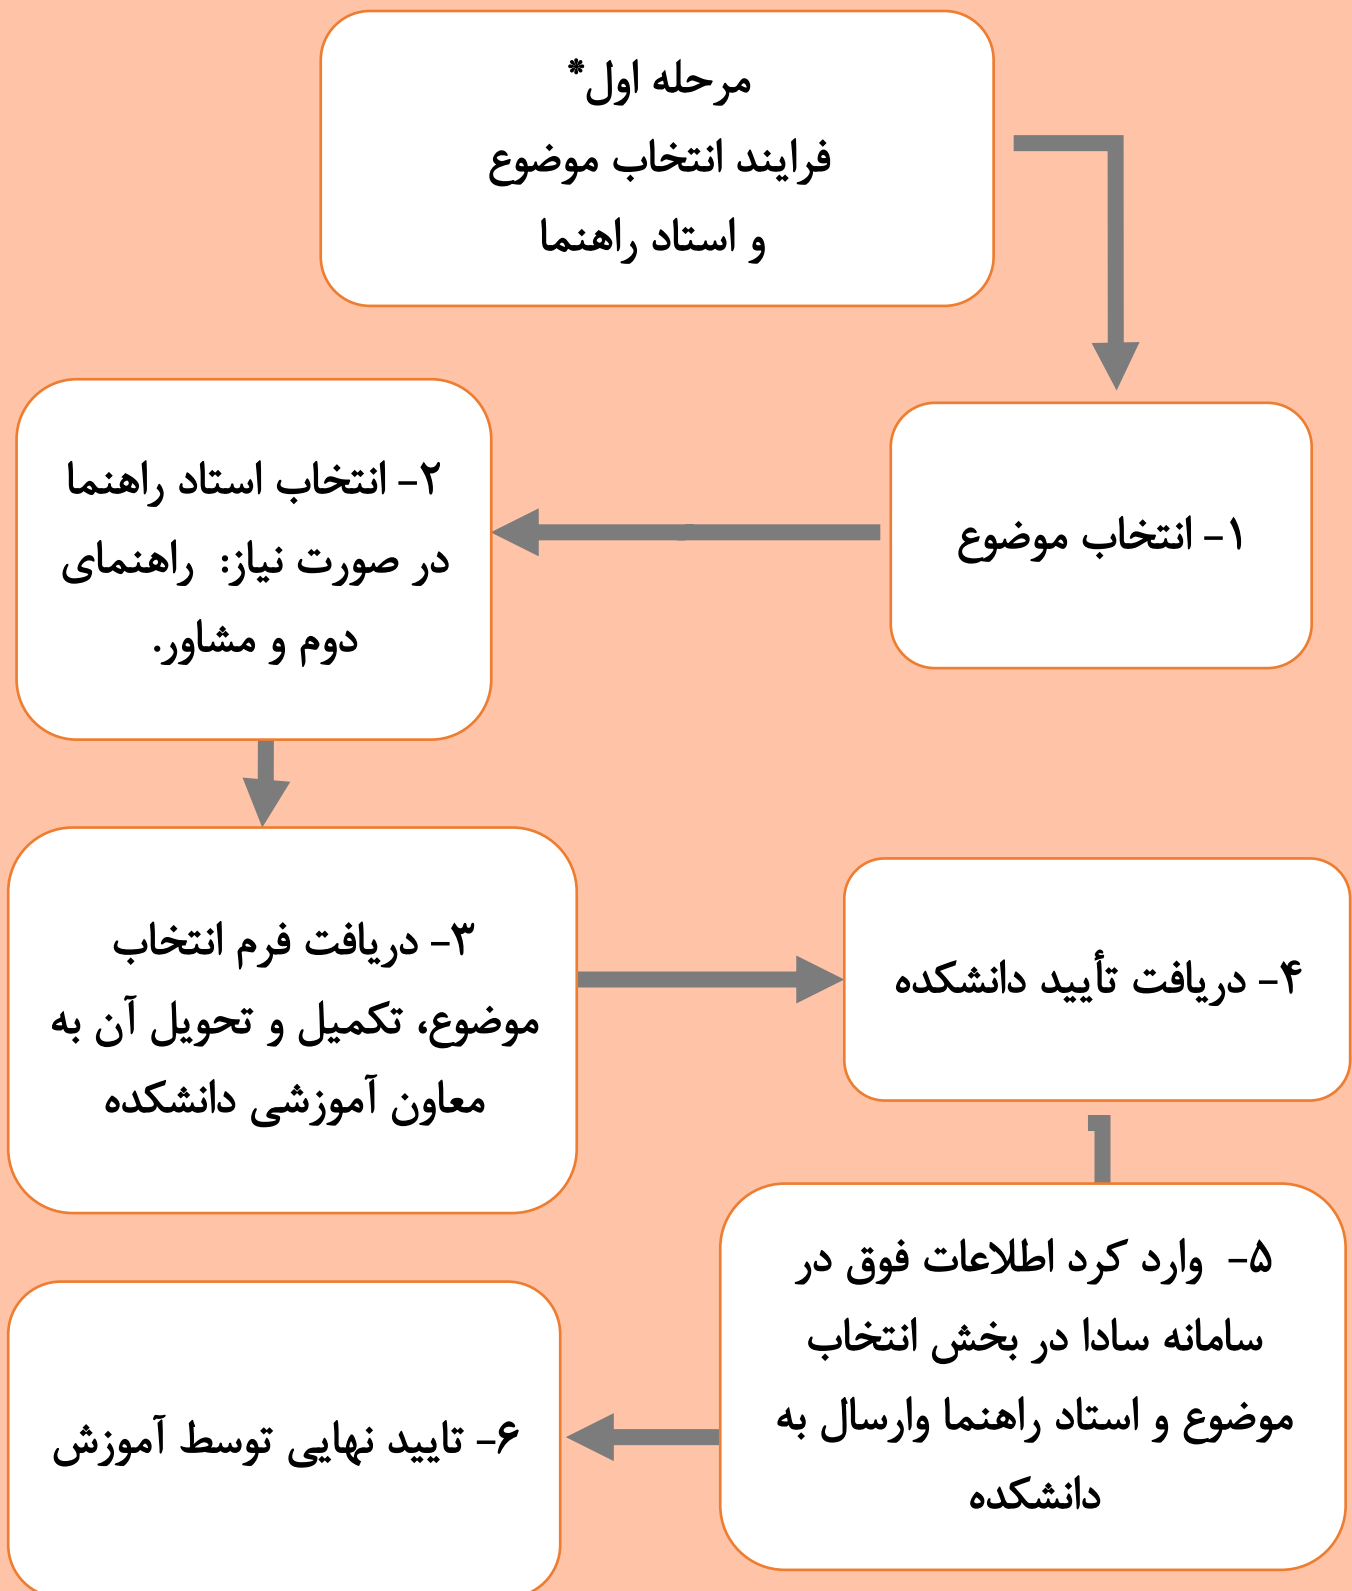 مرحله اول*
فرایند انتخاب موضوع
و استاد راهنما
۱- انتخاب موضوع
۲- انتخاب استاد راهنما
در صورت نیاز: راهنمای
دوم و مشاور.
۳- دریافت فرم انتخاب
موضوع، تکمیل و تحویل آن به
معاون آموزشی دانشکده
۴- دریافت تأیید دانشکده
۵- وارد کرد اطلاعات فوق در
سامانه سادا در بخش انتخاب
موضوع و استاد راهنما وارسال به
دانشکده
۶- تایید نهایی توسط آموزش